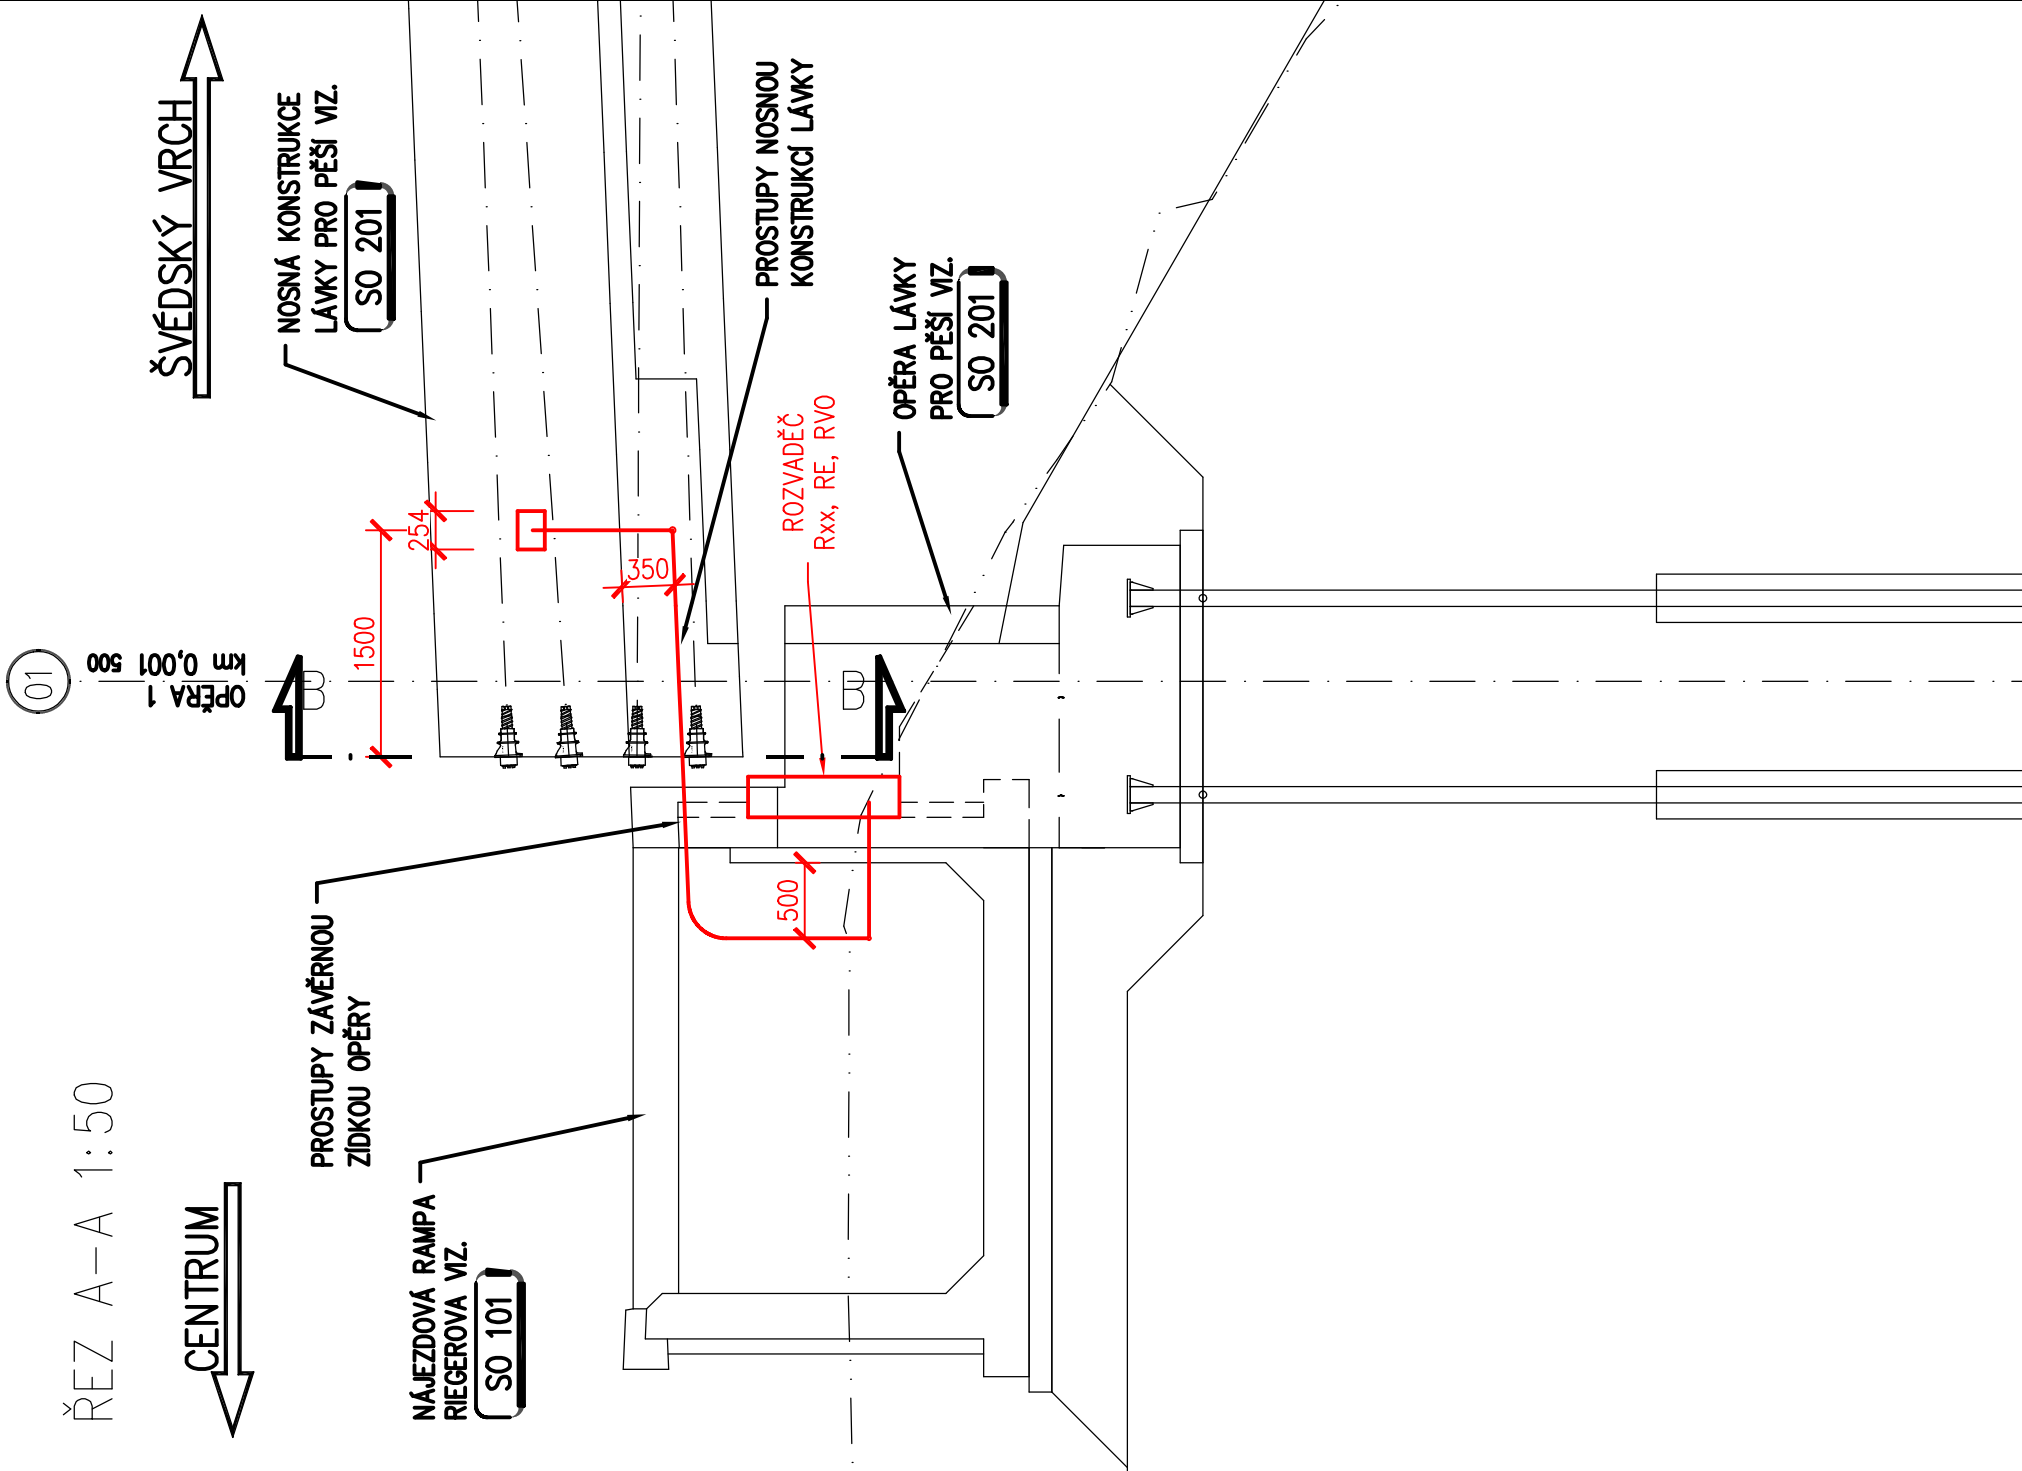 ŘEZ A-A 1:50
CENTRUM
ŠVÉDSKÝ VRCH
01
OPĚRA 1
km 0,001 500
NOSNÁ KONSTRUKCE
LÁVKY PRO PĚŠÍ VIZ.
SO 201
PROSTUPY NOSNOU
KONSTRUKCÍ LÁVKY
OPĚRA LÁVKY
PRO PĚŠÍ VIZ.
SO 201
ROZVADĚČ
Rxx, RE, RVO
PROSTUPY ZÁVĚRNOU
ZÍDKOU OPĚRY
NÁJEZDOVÁ RAMPA
RIEGEROVA VIZ.
SO 101
B
B
1500
254
350
500